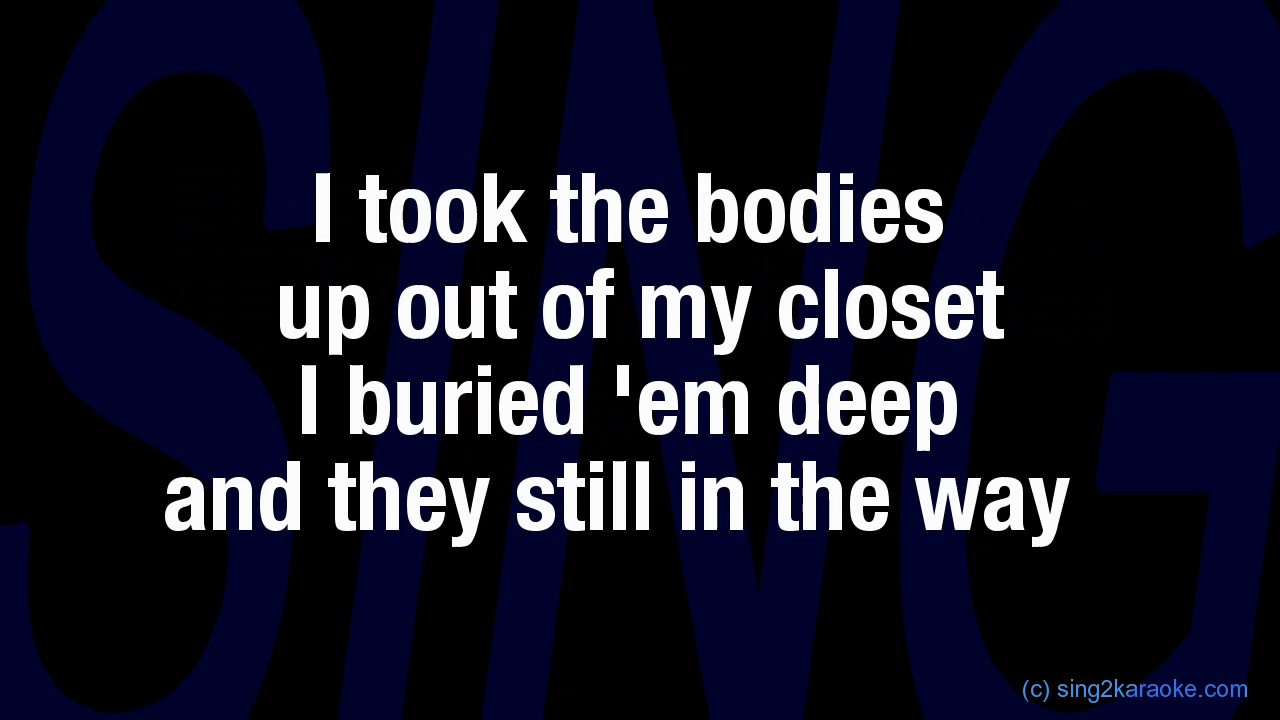 SING
I took the bodies
up out of my closet
I buried 'em deep
and they still in the way
(c) sing2karaoke.com